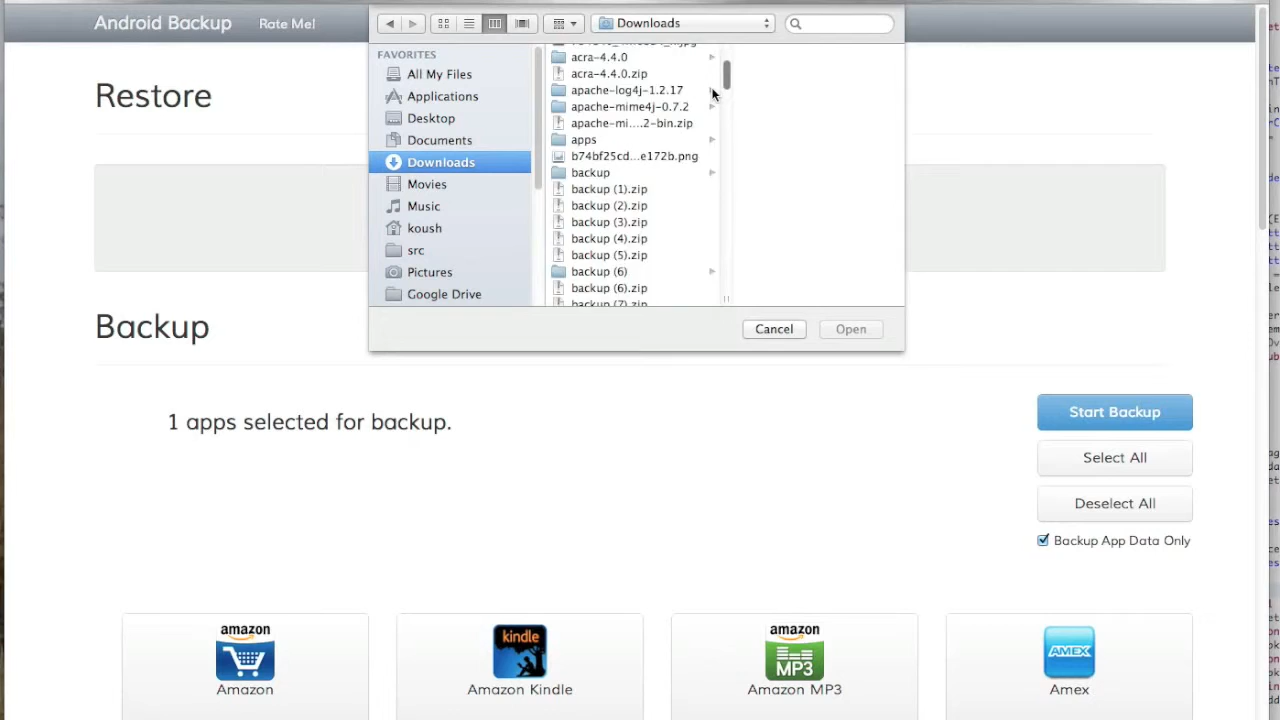 Android Backup Rate Me!
Downloads
FAVORITES
All My Files
Applications
Desktop
Documents
Downloads
Movies
Music
koush
src
Pictures
Google Drive
acra-4.4.0
acra-4.4.0.zip
apache-log4j-1.2.17
apache-mime4j-0.7.2
apache-mi....2-bin.zip
apps
b74bf25cd...e172b.png
backup
backup (1).zip
backup (2).zip
backup (3).zip
backup (4).zip
backup (5).zip
backup (6)
backup (6).zip
backup (7).zip
Cancel Open
Restore
Backup
1 apps selected for backup.
Start Backup
Select All
Deselect All
Backup App Data Only
amazon
Amazon
kindle
Amazon Kindle
amazon
MP3
Amazon MP3
AMEX
Amex